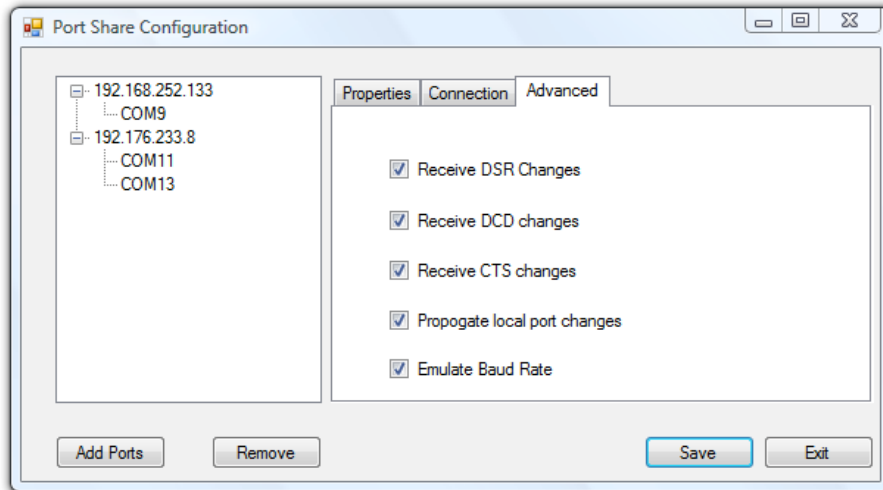 Port Share Configuration
192.168.252.133
COM9
192.176.233.8
COM11
COM13
Properties Connection Advanced
Receive DSR Changes
Receive DCD changes
Receive CTS changes
Propogate local port changes
Emulate Baud Rate
Add Ports Remove Save Exit